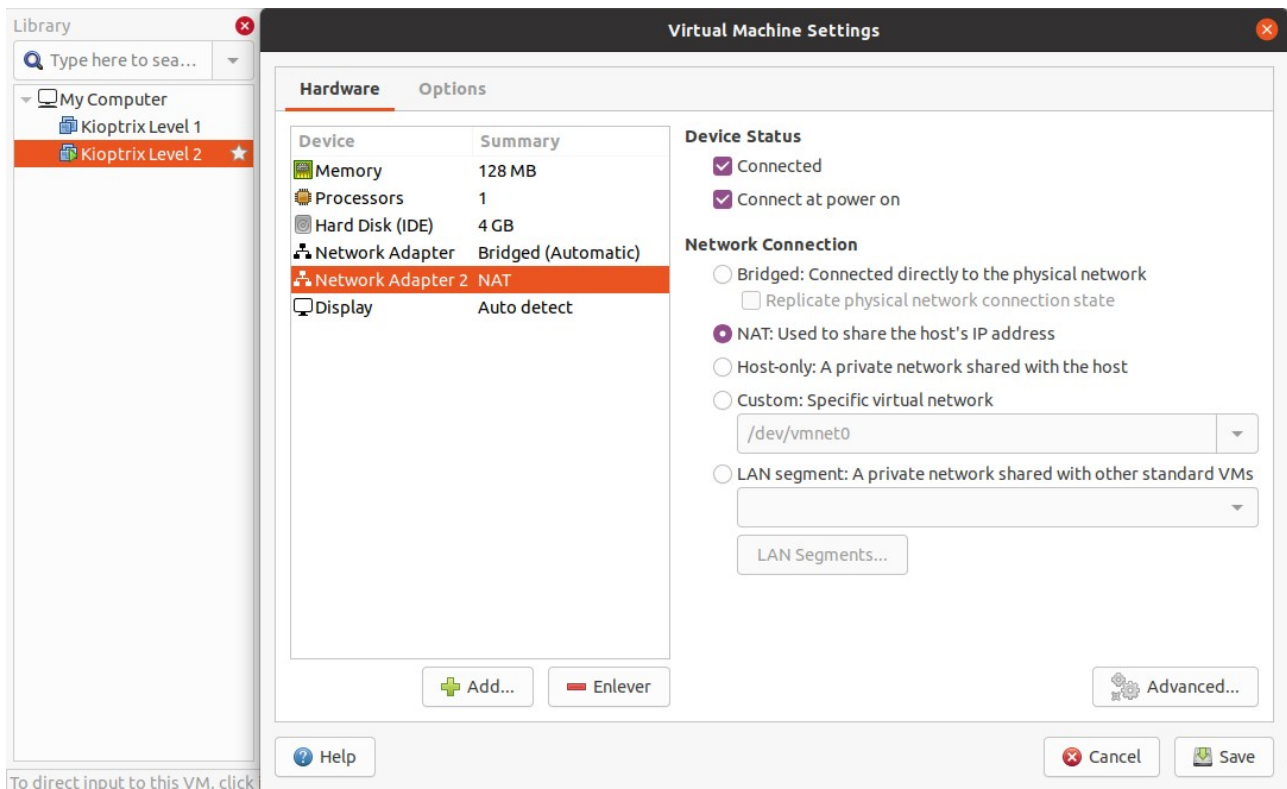 Library
Virtual Machine Settings
Type here to sea...
My Computer
Kioptrix Level 1
Kioptrix Level 2
Hardware
Options
Device Summary
Memory 128 MB
Processors 1
Hard Disk (IDE) 4 GB
Network Adapter Bridged (Automatic)
Network Adapter 2 NAT
Display Auto detect
Device Status
Connected
Connect at power on
Network Connection
Bridged: Connected directly to the physical network
Replicate physical network connection state
NAT: Used to share the host's IP address
Host-only: A private network shared with the host
Custom: Specific virtual network
/dev/vmnet0
LAN segment: A private network shared with other standard VMs
LAN Segments...
Add...
Enlever
Advanced...
Help
Cancel
Save
To direct input to this VM, click